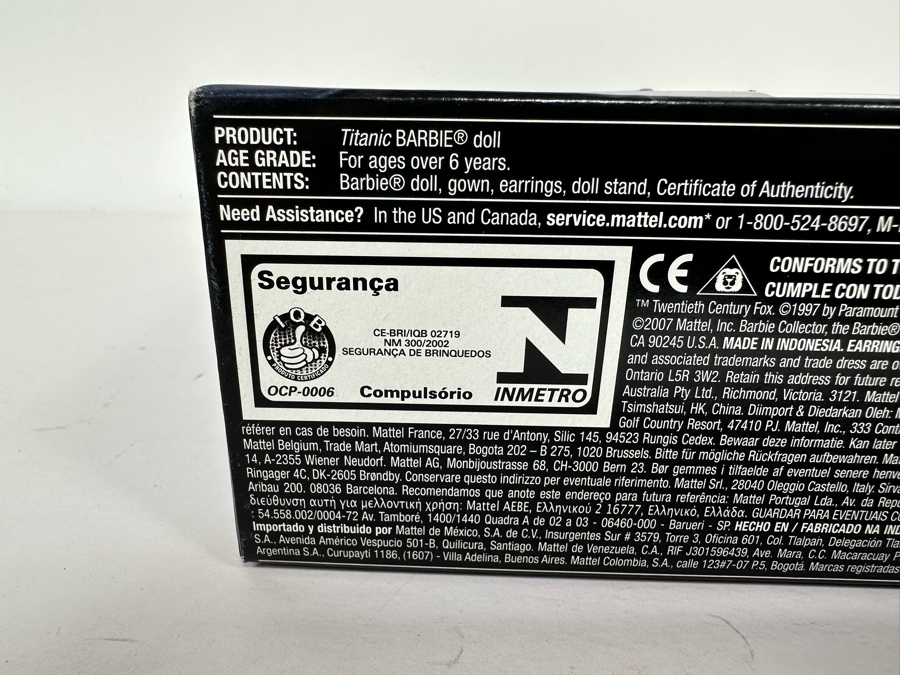 PRODUCT: Titanic BARBIE® doll
AGE GRADE: For ages over 6 years.
CONTENTS: Barbie® doll, gown, earrings, doll stand, Certificate of Authenticity.
Need Assistance? In the US and Canada, service.mattel.com* or 1-800-524-8697, M-
Segurança
IQB
PRODUTO CERTIFICADO
OCP-0006
CE-BRI/IQB 02719
NM 300/2002
SEGURANÇA DE BRINQUEDOS
Compulsório
INMETRO
CE
CONFORMS TO T
CUMPLE CON TOD
™ Twentieth Century Fox. ©1997 by Paramount
©2007 Mattel, Inc. Barbie Collector, the Barbie®
CA 90245 U.S.A. MADE IN INDONESIA. EARRING
and associated trademarks and trade dress are o
Ontario L5R 3W2. Retain this address for future re
Australia Pty Ltd., Richmond, Victoria. 3121. Mattel
Tsimshatsui, HK, China. Diimport & Diedarkan Oleh: M
Golf Country Resort, 47410 PJ. Mattel, Inc., 333 Conti
référer en cas de besoin. Mattel France, 27/33 rue d'Antony, Silic 145, 94523 Rungis Cedex. Bewaar deze informatie. Kan later
Mattel Belgium, Trade Mart, Atomiumsquare, Bogota 202 – B 275, 1020 Brussels. Bitte für mögliche Rückfragen aufbewahren. Mat
14, A-2355 Wiener Neudorf. Mattel AG, Monbijoustrasse 68, CH-3000 Bern 23. Bør gemmes i tilfælde af eventuel senere henve
Ringager 4C, DK-2605 Brøndby. Conservare questo indirizzo per eventuale riferimento. Mattel Srl., 28040 Oleggio Castello, Italy. Sirva
Aribau 200. 08036 Barcelona. Recomendamos que anote este endereço para futura referência: Mattel Portugal Lda., Av. da Repub
διεύθυνση αυτή για μελλοντική χρήση: Mattel AEBE, Ελληνικού 2 16777, Ελληνικό, Ελλάδα. GUARDAR PARA EVENTUAIS CO
: 54.558.002/0004-72 Av. Tamboré, 1400/1440 Quadra A de 02 a 03 - 06460-000 - Barueri - SP. HECHO EN / FABRICADO NA IND
Importado y distribuido por Mattel de México, S.A. de C.V., Insurgentes Sur # 3579, Torre 3, Oficina 601, Col. Tlalpan, Delegación Tla
S.A., Avenida Américo Vespucio 501-B, Quilicura, Santiago. Mattel de Venezuela, C.A., RIF J301596439, Ave. Mara, C.C. Macaracuay P
Argentina S.A., Curupaytí 1186, (1607) - Villa Adelina, Buenos Aires. Mattel Colombia, S.A., calle 123#7-07 P.5, Bogotá. Marcas registradas